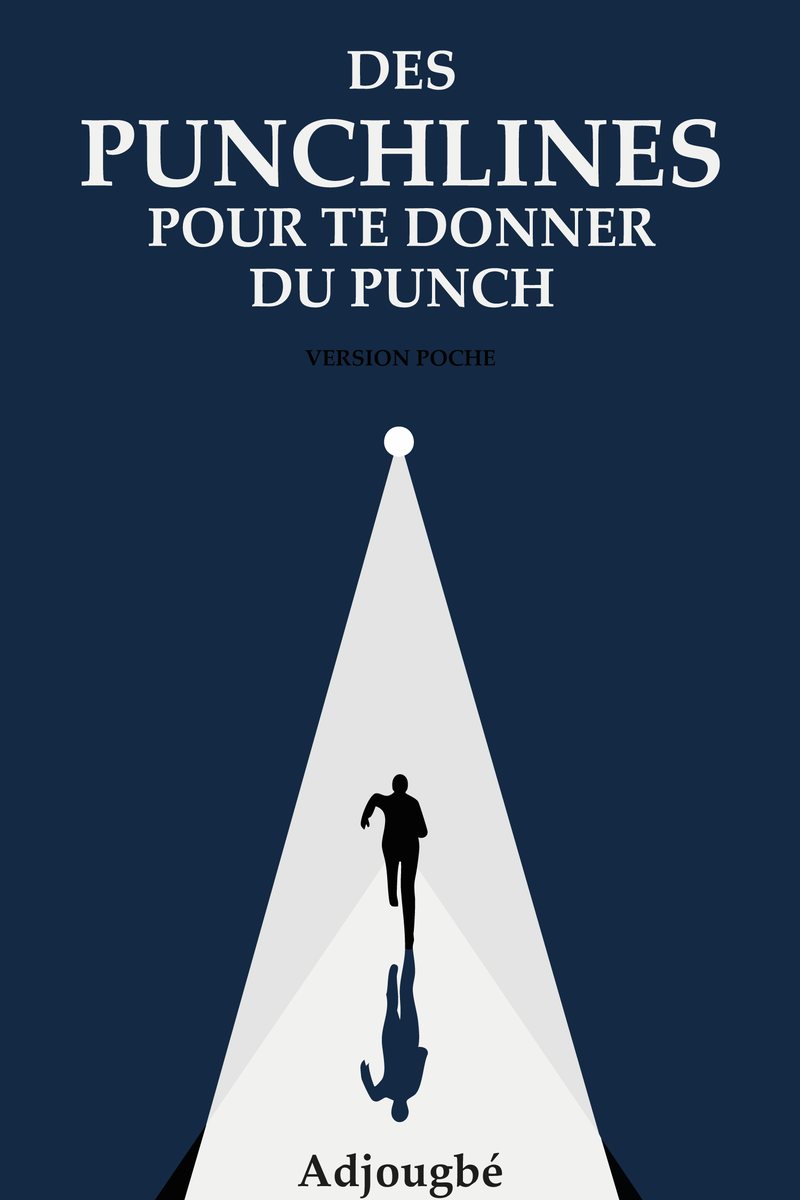 DES
PUNCHLINES
POUR TE DONNER
DU PUNCH
VERSION POCHE
Adjougbé